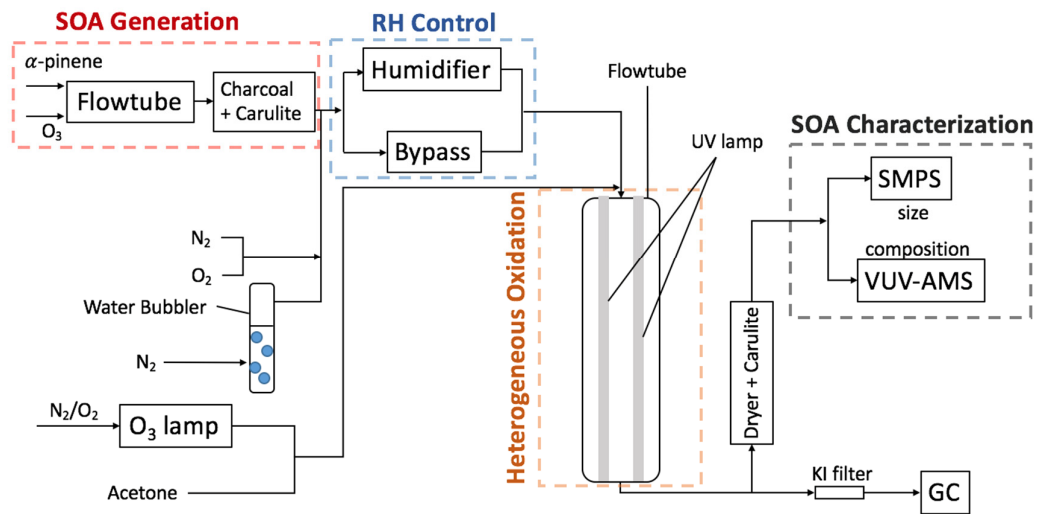 SOA Generation
RH Control
α-pinene
O₃
Flowtube
Charcoal
+ Carulite
Humidifier
Bypass
Flowtube
UV lamp
SOA Characterization
SMPS
size
composition
VUV-AMS
N₂
O₂
Water Bubbler
N₂
N₂/O₂
O₃ lamp
Acetone
Heterogeneous Oxidation
Dryer + Carulite
KI filter
GC